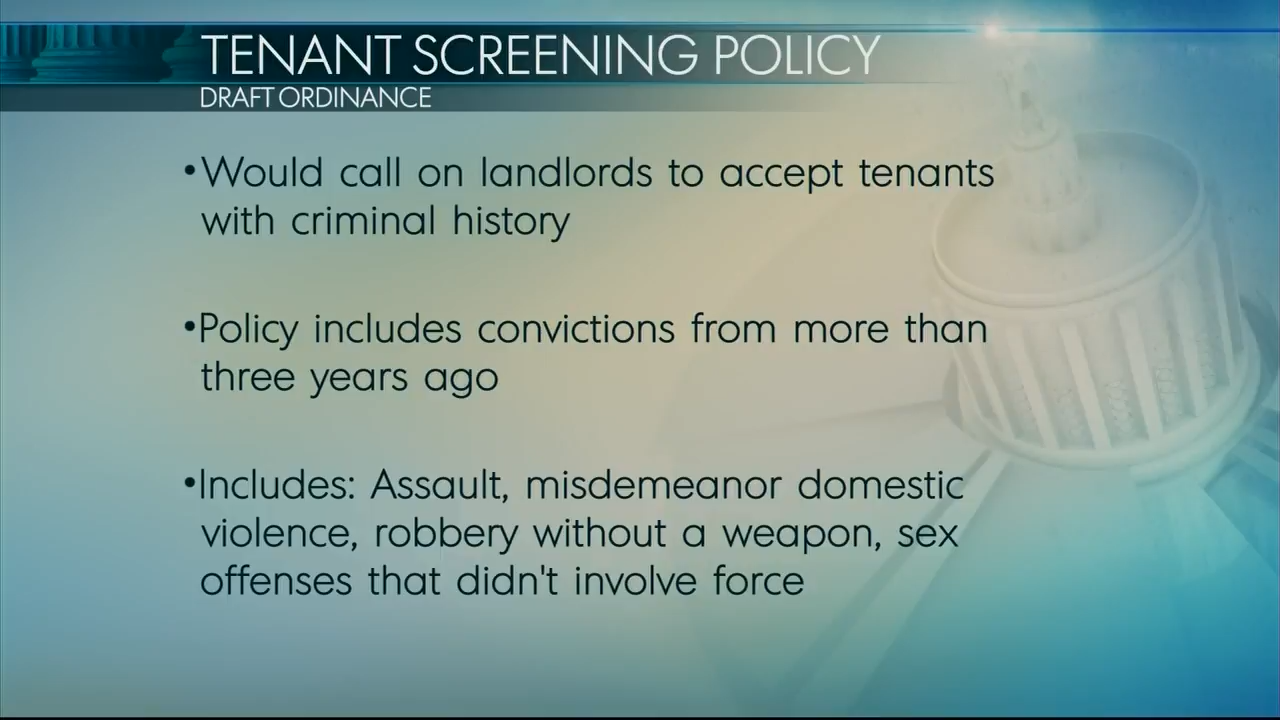 TENANT SCREENING POLICY
DRAFT ORDINANCE
•Would call on landlords to accept tenants
with criminal history
•Policy includes convictions from more than
three years ago
•Includes: Assault, misdemeanor domestic
violence, robbery without a weapon, sex
offenses that didn't involve force